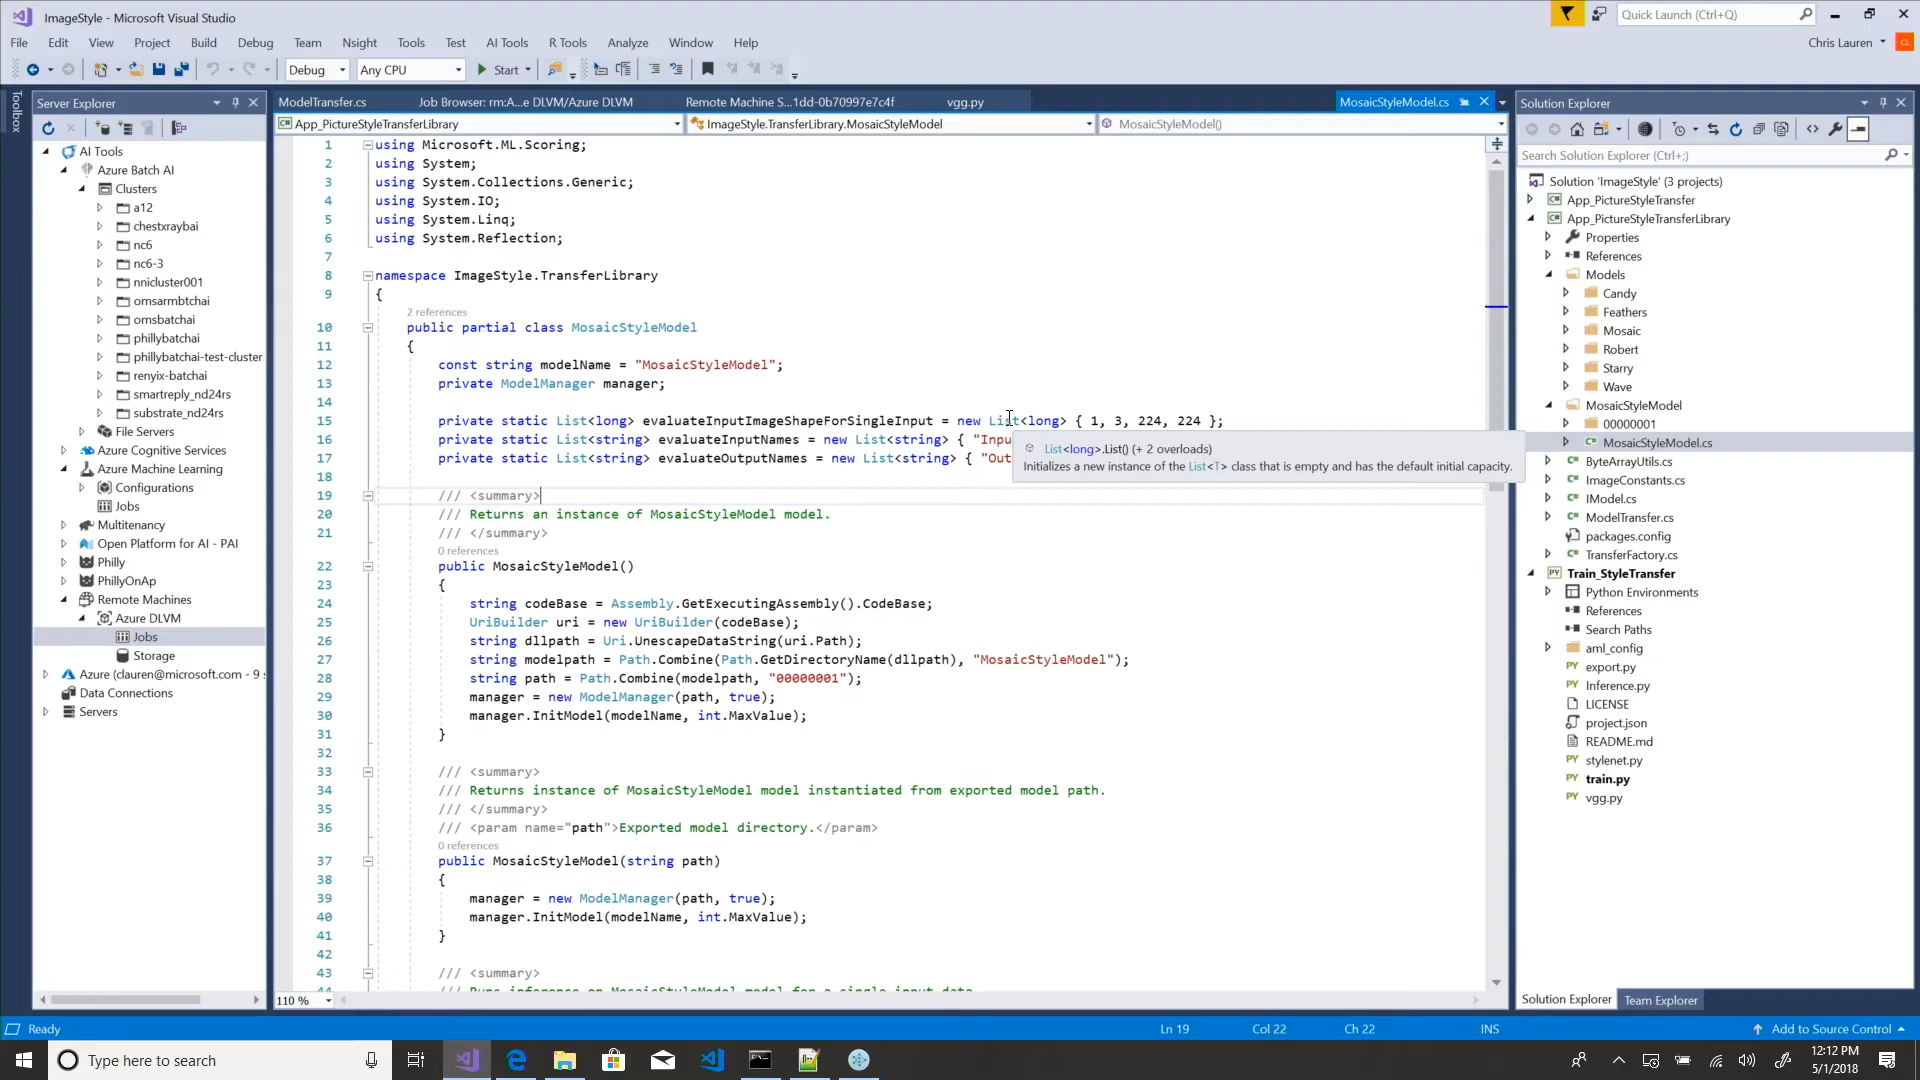 ImageStyle - Microsoft Visual Studio
Quick Launch (Ctrl+Q)
File Edit View Project Build Debug Team Nsight Tools Test AI Tools R Tools Analyze Window Help
Chris Lauren CL
Debug Any CPU Start
Toolbox
Server Explorer
AI Tools
Azure Batch AI
Clusters
a12
chestxraybai
nc6
nc6-3
nnicluster001
omsarmbtchai
omsbatchai
phillybatchai
phillybatchai-test-cluster
renyix-batchai
smartreply_nd24rs
substrate_nd24rs
File Servers
Azure Cognitive Services
Azure Machine Learning
Configurations
Jobs
Multitenancy
Open Platform for AI - PAI
Philly
PhillyOnAp
Remote Machines
Azure DLVM
Jobs
Storage
Azure (clauren@microsoft.com - 9 s
Data Connections
Servers
ModelTransfer.cs Job Browser: rm:A...e DLVM/Azure DLVM Remote Machine S...1dd-0b70997e7c4f vgg.py MosaicStyleModel.cs
App_PictureStyleTransferLibrary ImageStyle.TransferLibrary.MosaicStyleModel MosaicStyleModel()
1 using Microsoft.ML.Scoring;
2 using System;
3 using System.Collections.Generic;
4 using System.IO;
5 using System.Linq;
6 using System.Reflection;
7
8 namespace ImageStyle.TransferLibrary
9 {
2 references
10 public partial class MosaicStyleModel
11 {
12 const string modelName = "MosaicStyleModel";
13 private ModelManager manager;
14
15 private static List<long> evaluateInputImageShapeForSingleInput = new List<long> { 1, 3, 224, 224 };
16 private static List<string> evaluateInputNames = new List<string> { "Inpu
17 private static List<string> evaluateOutputNames = new List<string> { "Out
List<long>.List() (+ 2 overloads)
Initializes a new instance of the List<T> class that is empty and has the default initial capacity.
18
19 /// <summary>
20 /// Returns an instance of MosaicStyleModel model.
21 /// </summary>
0 references
22 public MosaicStyleModel()
23 {
24 string codeBase = Assembly.GetExecutingAssembly().CodeBase;
25 UriBuilder uri = new UriBuilder(codeBase);
26 string dllpath = Uri.UnescapeDataString(uri.Path);
27 string modelpath = Path.Combine(Path.GetDirectoryName(dllpath), "MosaicStyleModel");
28 string path = Path.Combine(modelpath, "00000001");
29 manager = new ModelManager(path, true);
30 manager.InitModel(modelName, int.MaxValue);
31 }
32
33 /// <summary>
34 /// Returns instance of MosaicStyleModel model instantiated from exported model path.
35 /// </summary>
36 /// <param name="path">Exported model directory.</param>
0 references
37 public MosaicStyleModel(string path)
38 {
39 manager = new ModelManager(path, true);
40 manager.InitModel(modelName, int.MaxValue);
41 }
42
43 /// <summary>
44 /// Runs inference on MosaicStyleModel model for a single input data
110 %
Solution Explorer
Search Solution Explorer (Ctrl+;)
Solution 'ImageStyle' (3 projects)
App_PictureStyleTransfer
App_PictureStyleTransferLibrary
Properties
References
Models
Candy
Feathers
Mosaic
Robert
Starry
Wave
MosaicStyleModel
00000001
MosaicStyleModel.cs
ByteArrayUtils.cs
ImageConstants.cs
IModel.cs
ModelTransfer.cs
packages.config
TransferFactory.cs
Train_StyleTransfer
Python Environments
References
Search Paths
aml_config
export.py
Inference.py
LICENSE
project.json
README.md
stylenet.py
train.py
vgg.py
Solution Explorer Team Explorer
Ready Ln 19 Col 22 Ch 22 INS Add to Source Control
Type here to search
12:12 PM
5/1/2018